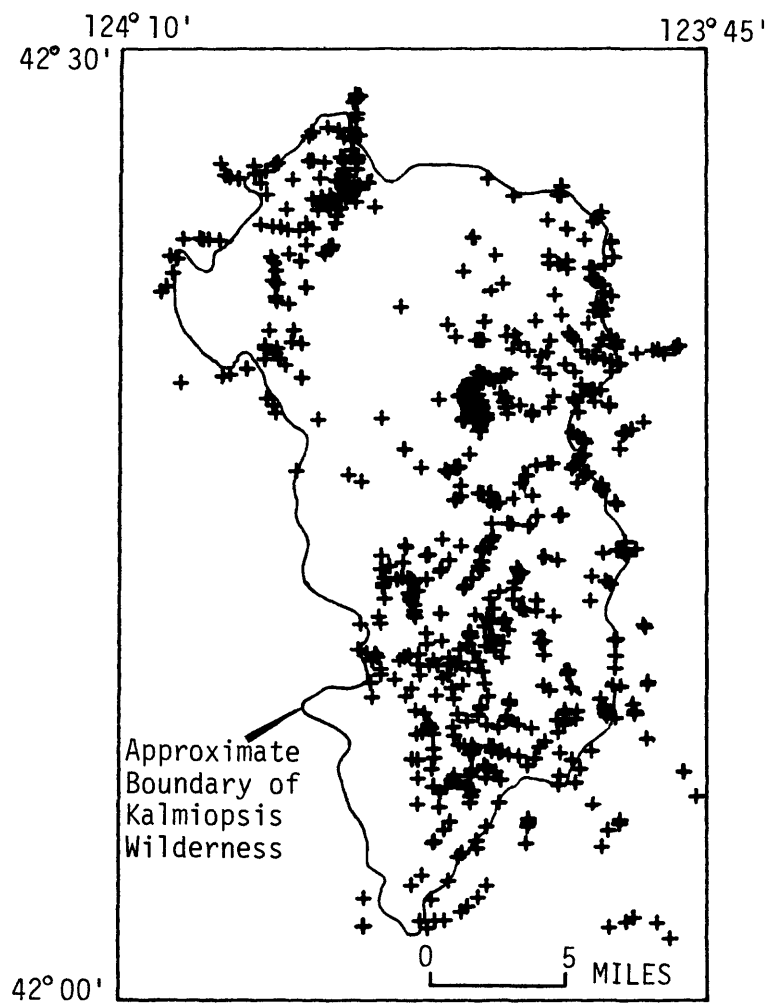 124° 10' 123° 45'
42° 30'
Approximate
Boundary of
Kalmiopsis
Wilderness
0 5
MILES
42° 00'